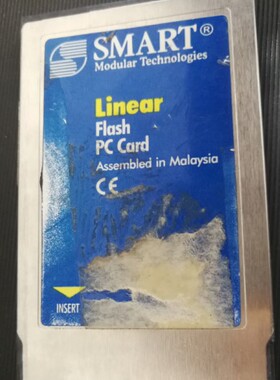 SMART®
Modular Technologies
Linear
Flash
PC Card
Assembled in Malaysia
CE
INSERT